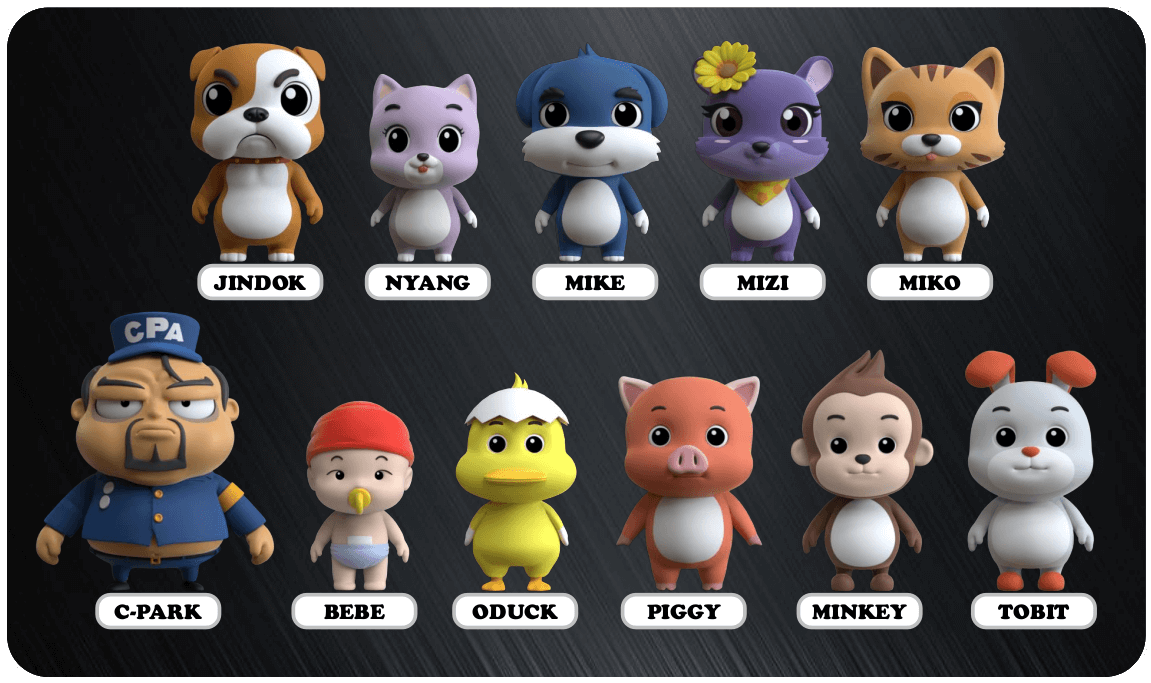 JINDOK
NYANG
MIKE
MIZI
MIKO
CPA
C-PARK
BEBE
ODUCK
PIGGY
MINKEY
TOBIT